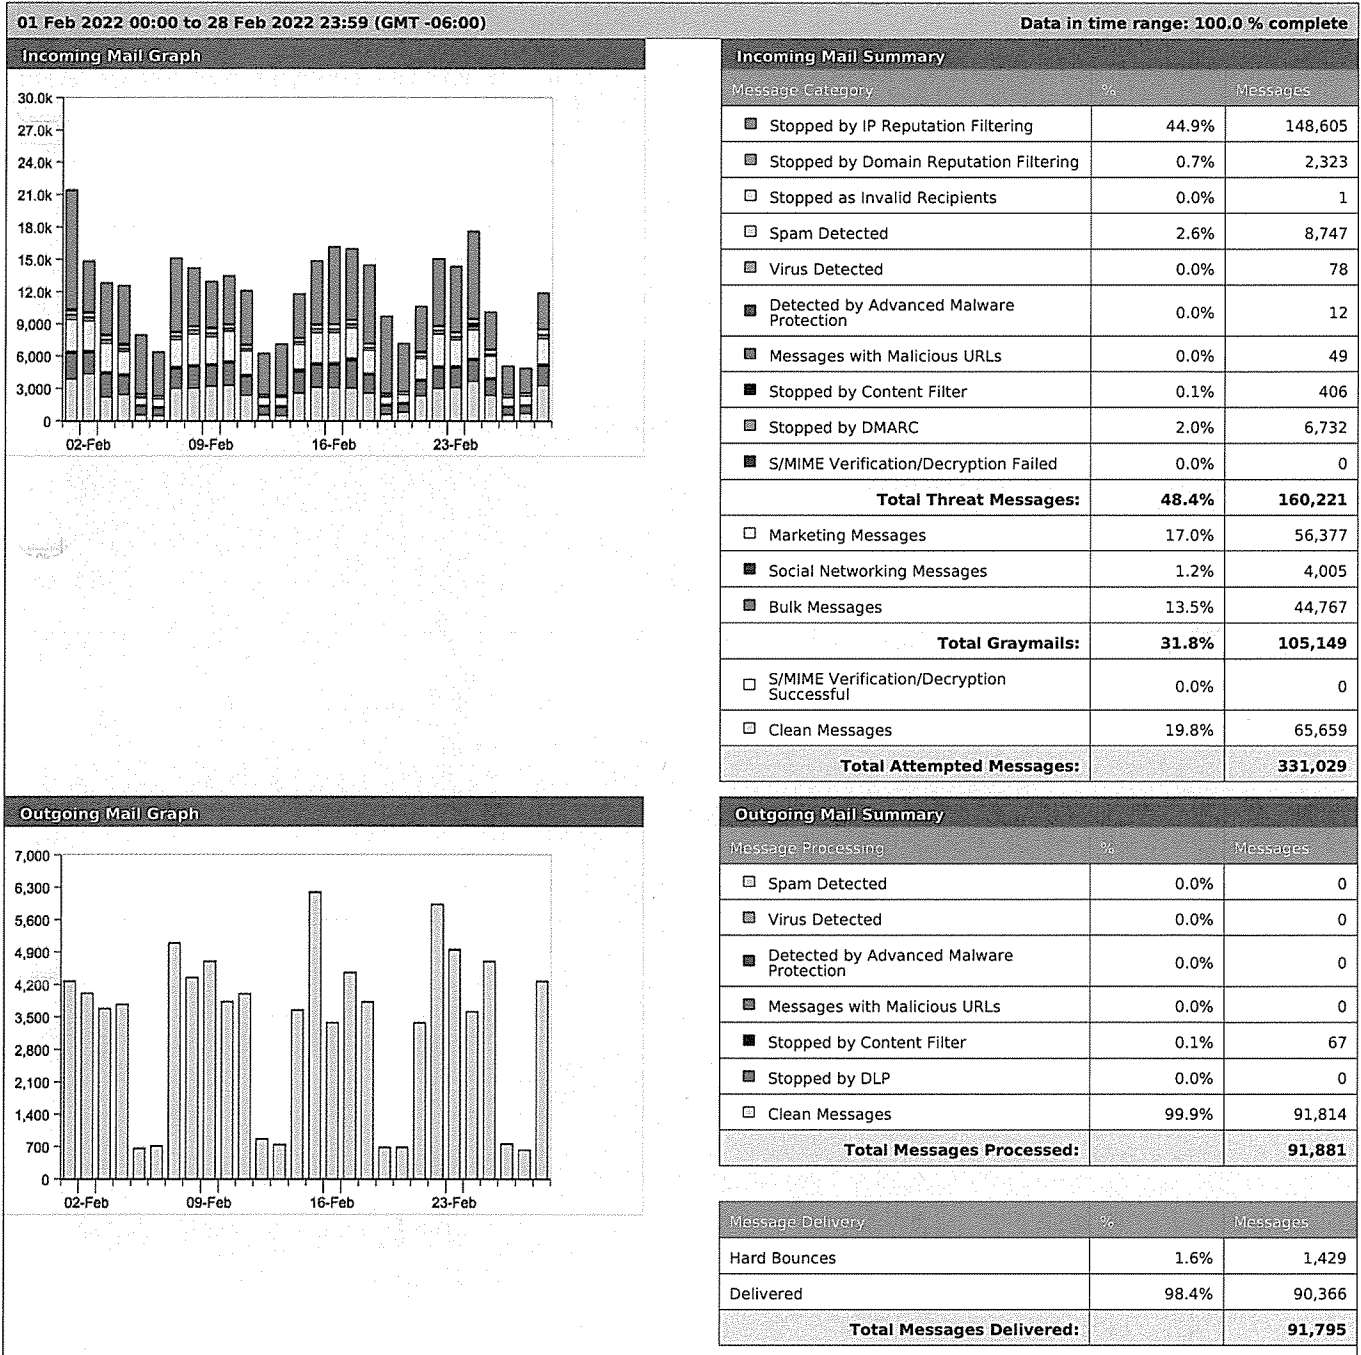 01 Feb 2022 00:00 to 28 Feb 2022 23:59 (GMT -06:00) Data in time range: 100.0 % complete
Incoming Mail Graph
30.0k
27.0k
24.0k
21.0k
18.0k
15.0k
12.0k
9,000
6,000
3,000
0
02-Feb 09-Feb 16-Feb 23-Feb
Incoming Mail Summary
Message Category % Messages
Stopped by IP Reputation Filtering 44.9% 148,605
Stopped by Domain Reputation Filtering 0.7% 2,323
Stopped as Invalid Recipients 0.0% 1
Spam Detected 2.6% 8,747
Virus Detected 0.0% 78
Detected by Advanced Malware
Protection 0.0% 12
Messages with Malicious URLs 0.0% 49
Stopped by Content Filter 0.1% 406
Stopped by DMARC 2.0% 6,732
S/MIME Verification/Decryption Failed 0.0% 0
Total Threat Messages: 48.4% 160,221
Marketing Messages 17.0% 56,377
Social Networking Messages 1.2% 4,005
Bulk Messages 13.5% 44,767
Total Graymails: 31.8% 105,149
S/MIME Verification/Decryption
Successful 0.0% 0
Clean Messages 19.8% 65,659
Total Attempted Messages: 331,029
Outgoing Mail Graph
7,000
6,300
5,600
4,900
4,200
3,500
2,800
2,100
1,400
700
0
02-Feb 09-Feb 16-Feb 23-Feb
Outgoing Mail Summary
Message Processing % Messages
Spam Detected 0.0% 0
Virus Detected 0.0% 0
Detected by Advanced Malware
Protection 0.0% 0
Messages with Malicious URLs 0.0% 0
Stopped by Content Filter 0.1% 67
Stopped by DLP 0.0% 0
Clean Messages 99.9% 91,814
Total Messages Processed: 91,881
Message Delivery % Messages
Hard Bounces 1.6% 1,429
Delivered 98.4% 90,366
Total Messages Delivered: 91,795